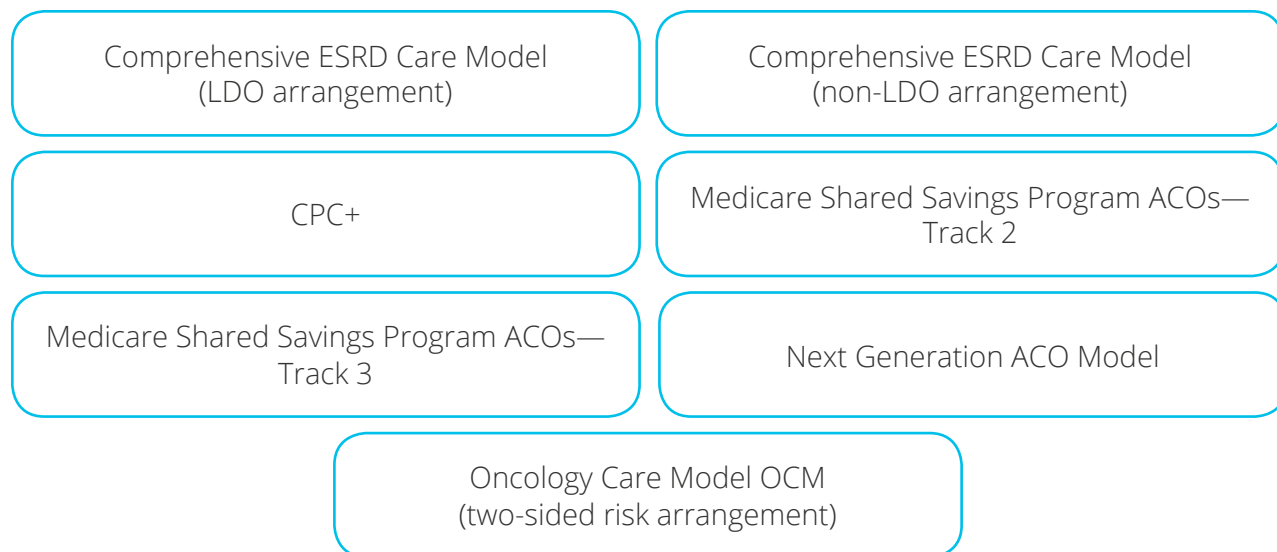 Comprehensive ESRD Care Model
(LDO arrangement)
Comprehensive ESRD Care Model
(non-LDO arrangement)
CPC+
Medicare Shared Savings Program ACOs—
Track 2
Medicare Shared Savings Program ACOs—
Track 3
Next Generation ACO Model
Oncology Care Model OCM
(two-sided risk arrangement)